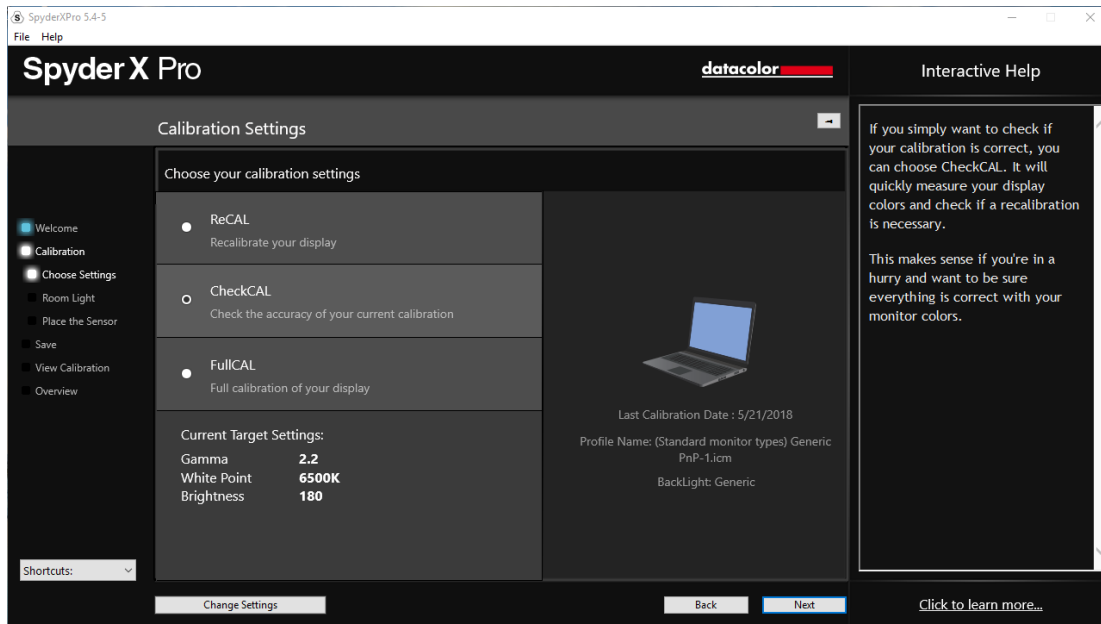 SpyderXPro 5.4-5
File Help
Spyder X Pro
datacolor
Interactive Help
Calibration Settings
Choose your calibration settings
Welcome
Calibration
Choose Settings
Room Light
Place the Sensor
Save
View Calibration
Overview
Shortcuts:
ReCAL
Recalibrate your display
CheckCAL
Check the accuracy of your current calibration
FullCAL
Full calibration of your display
Current Target Settings:
Gamma 2.2
White Point 6500K
Brightness 180
Last Calibration Date : 5/21/2018
Profile Name: (Standard monitor types) Generic
PnP-1.icm
BackLight: Generic
If you simply want to check if
your calibration is correct, you
can choose CheckCAL. It will
quickly measure your display
colors and check if a recalibration
is necessary.
This makes sense if you're in a
hurry and want to be sure
everything is correct with your
monitor colors.
Change Settings
Back
Next
Click to learn more...